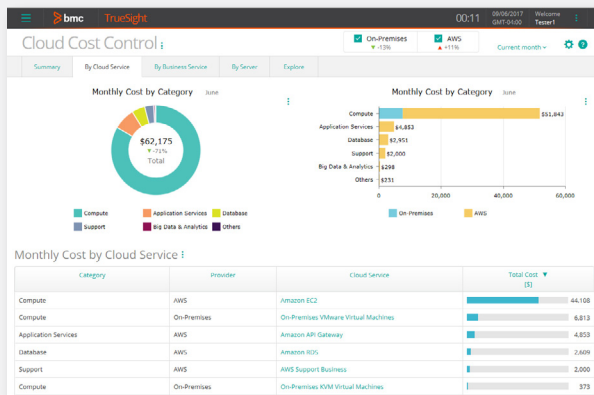 bmc TrueSight 00:11 09/06/2017 Welcome
GMT-04:00 Tester1
Cloud Cost Control
On-Premises AWS
▼ -13% ▲ +11% Current month
Summary By Cloud Service By Business Service By Server Explore
Monthly Cost by Category June
$62,175
▼ -71%
Total
Compute Application Services Database
Support Big Data & Analytics Others
Monthly Cost by Category June
Compute $51,843
Application Services $4,853
Database $2,951
Support $2,000
Big Data & Analytics $298
Others $231
0 20,000 40,000 60,000
On-Premises AWS
Monthly Cost by Cloud Service
Category Provider Cloud Service Total Cost ▼
($)
Compute AWS Amazon EC2 44,108
Compute On-Premises On-Premises VMware Virtual Machines 6,813
Application Services AWS Amazon API Gateway 4,853
Database AWS Amazon RDS 2,609
Support AWS AWS Support Business 2,000
Compute On-Premises On-Premises KVM Virtual Machines 373